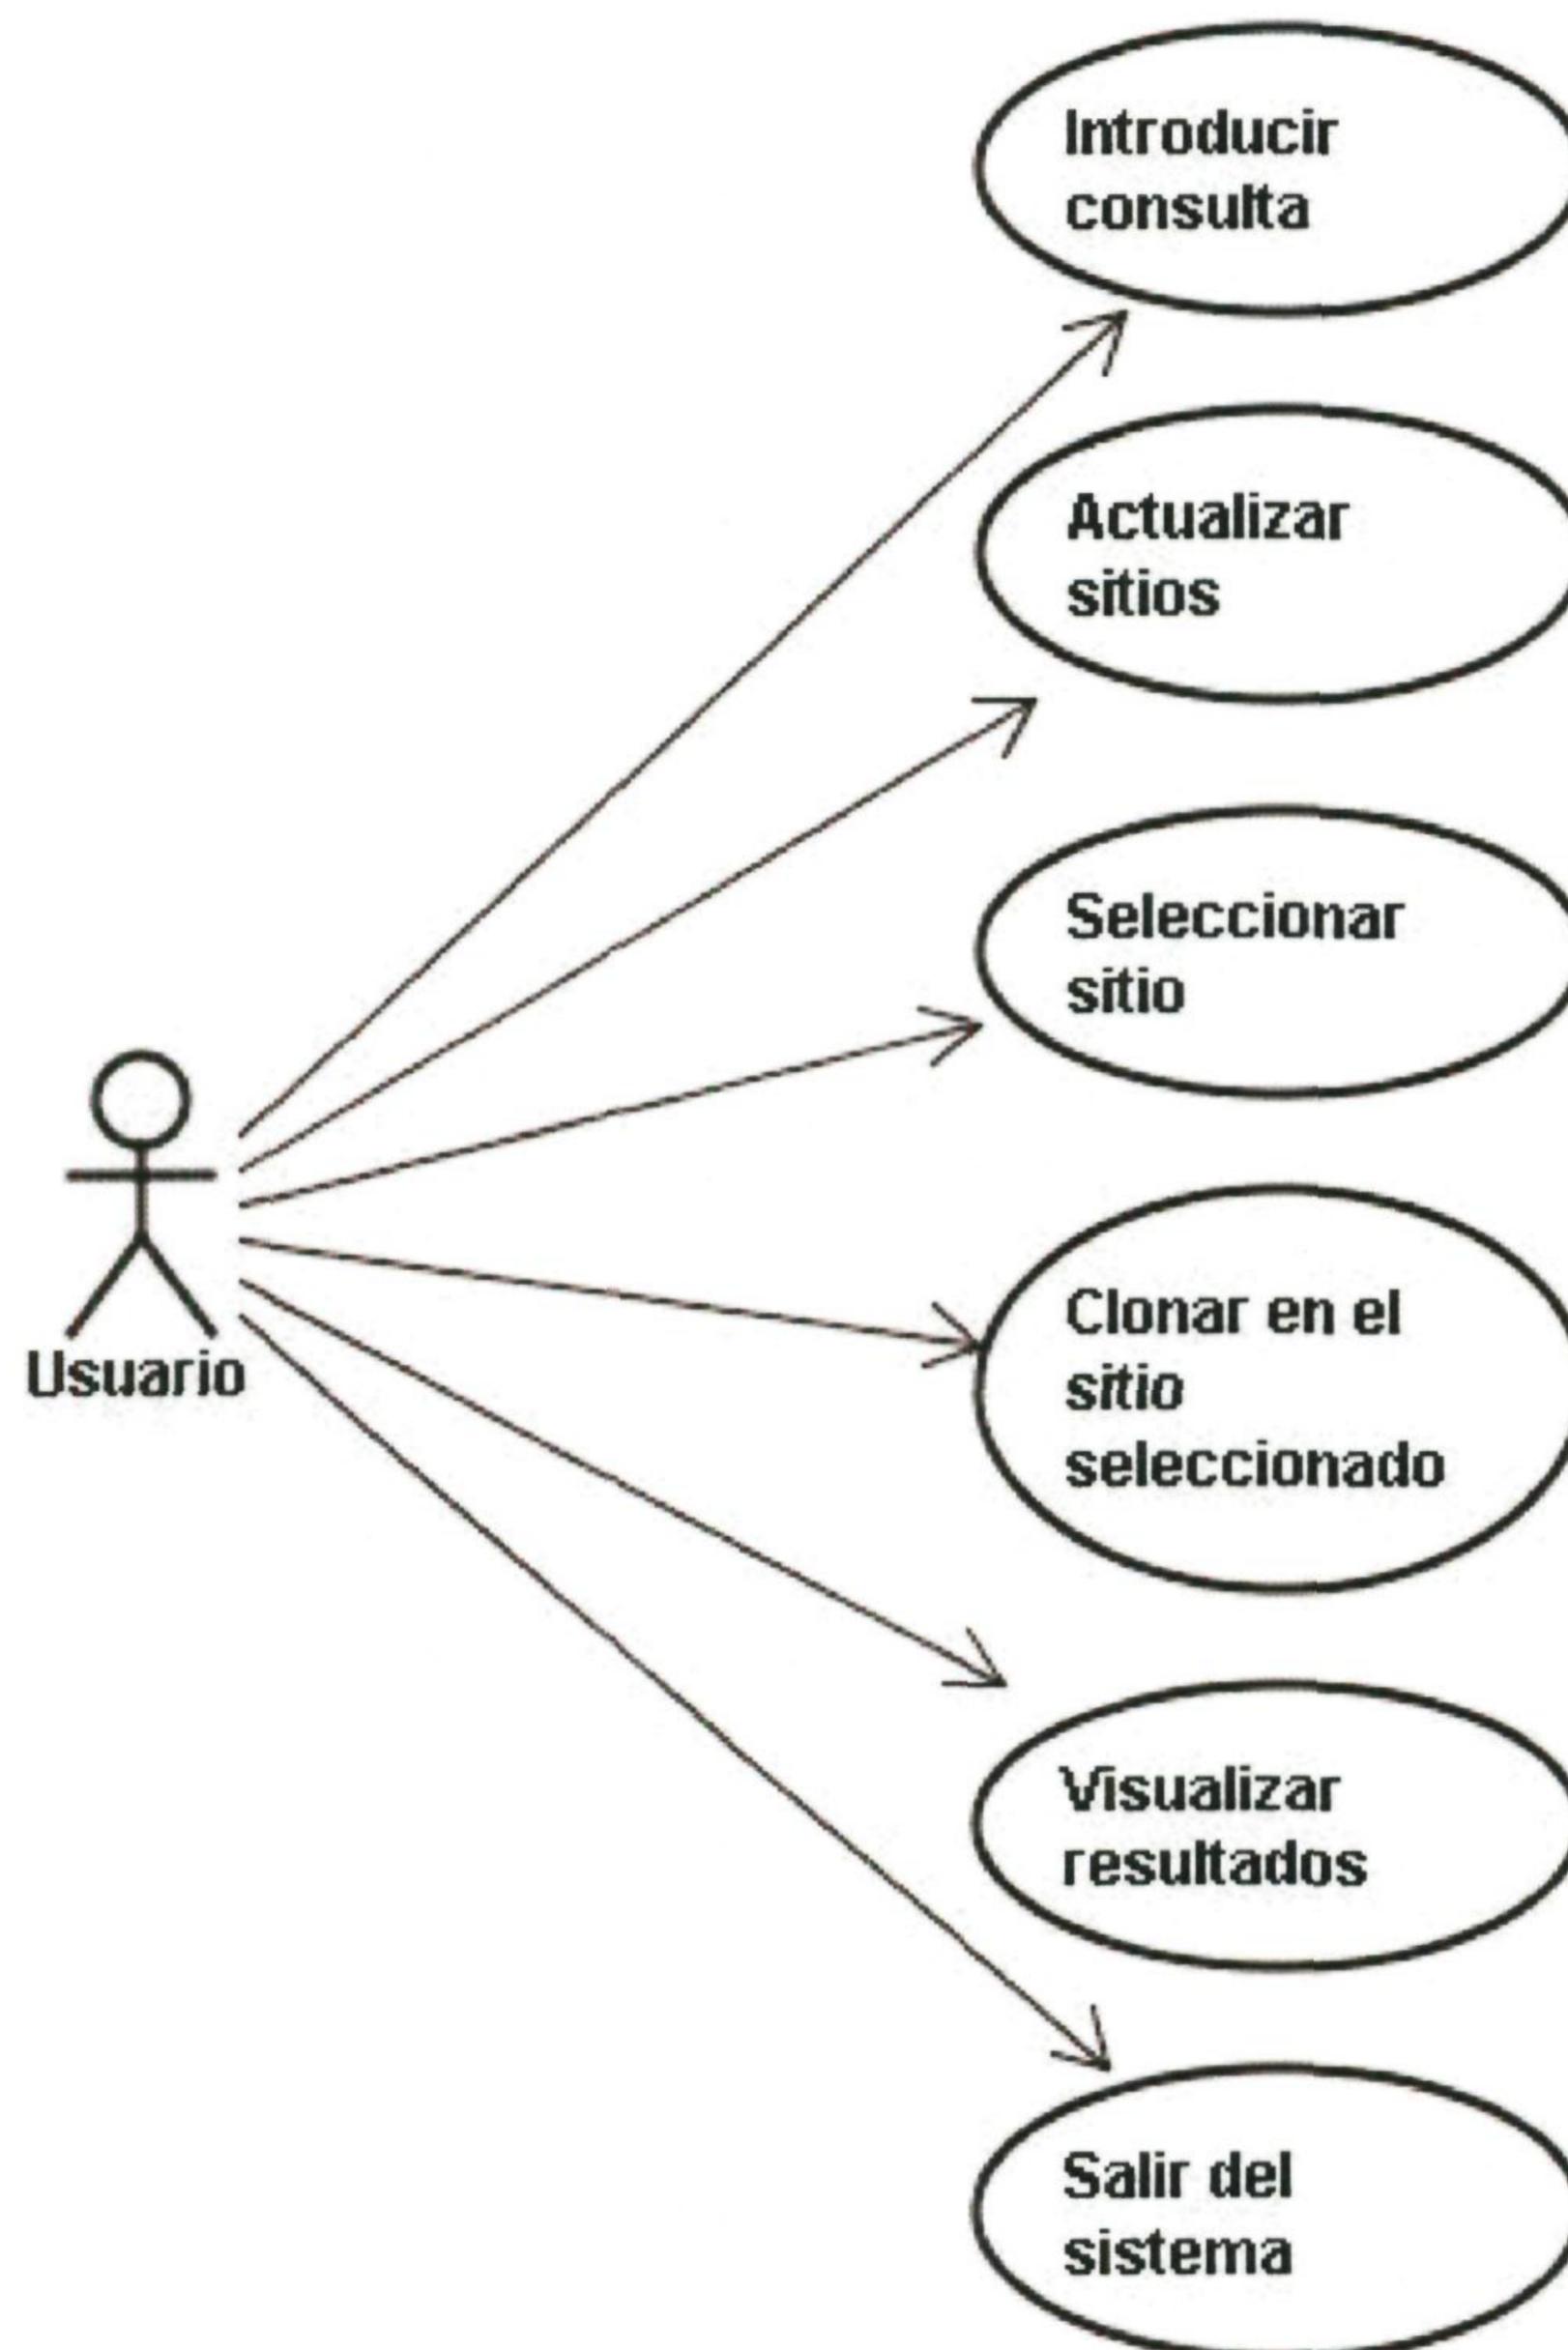 Introducir
consulta
Actualizar
sitios
Seleccionar
sitio
Usuario
Clonar en el
sitio
seleccionado
Visualizar
resultados
Salir del
sistema